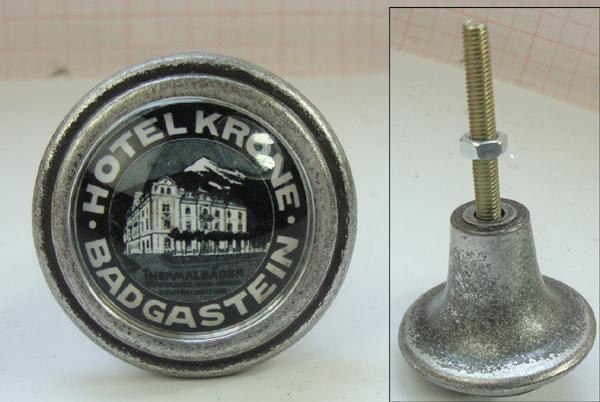 ·HOTEL KRONE·
BADGASTEIN
THERMALBÄDER